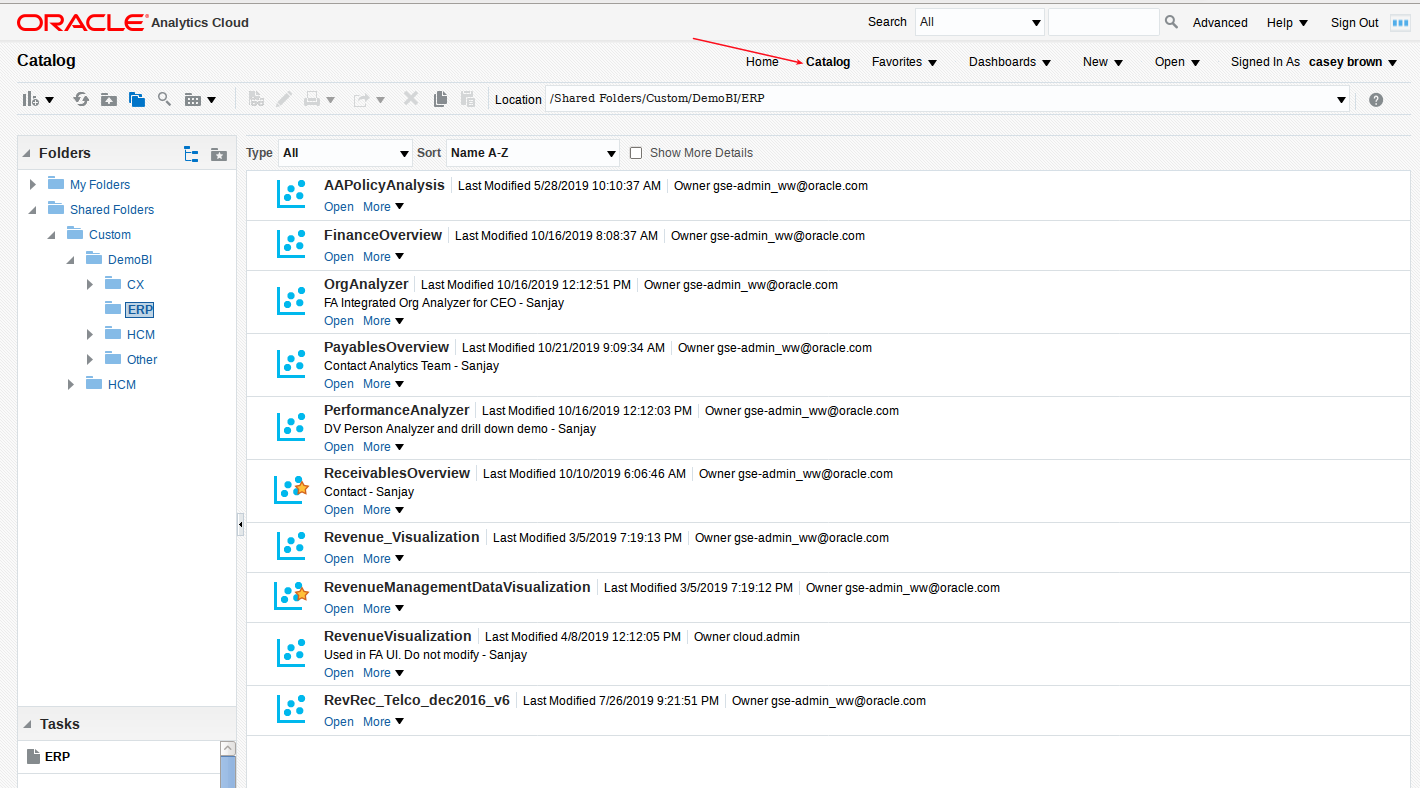 ORACLE Analytics Cloud
Search All Advanced Help Sign Out
Catalog
Home Catalog Favorites Dashboards New Open Signed In As casey brown
Location /Shared Folders/Custom/DemoBI/ERP
Folders
My Folders
Shared Folders
Custom
DemoBI
CX
ERP
HCM
Other
HCM
Tasks
ERP
Type All Sort Name A-Z Show More Details
AAPolicyAnalysis Last Modified 5/28/2019 10:10:37 AM Owner gse-admin_ww@oracle.com
Open More
FinanceOverview Last Modified 10/16/2019 8:08:37 AM Owner gse-admin_ww@oracle.com
Open More
OrgAnalyzer Last Modified 10/16/2019 12:12:51 PM Owner gse-admin_ww@oracle.com
FA Integrated Org Analyzer for CEO - Sanjay
Open More
PayablesOverview Last Modified 10/21/2019 9:09:34 AM Owner gse-admin_ww@oracle.com
Contact Analytics Team - Sanjay
Open More
PerformanceAnalyzer Last Modified 10/16/2019 12:12:03 PM Owner gse-admin_ww@oracle.com
DV Person Analyzer and drill down demo - Sanjay
Open More
ReceivablesOverview Last Modified 10/10/2019 6:06:46 AM Owner gse-admin_ww@oracle.com
Contact - Sanjay
Open More
Revenue_Visualization Last Modified 3/5/2019 7:19:13 PM Owner gse-admin_ww@oracle.com
Open More
RevenueManagementDataVisualization Last Modified 3/5/2019 7:19:12 PM Owner gse-admin_ww@oracle.com
Open More
RevenueVisualization Last Modified 4/8/2019 12:12:05 PM Owner cloud.admin
Used in FA UI. Do not modify - Sanjay
Open More
RevRec_Telco_dec2016_v6 Last Modified 7/26/2019 9:21:51 PM Owner gse-admin_ww@oracle.com
Open More